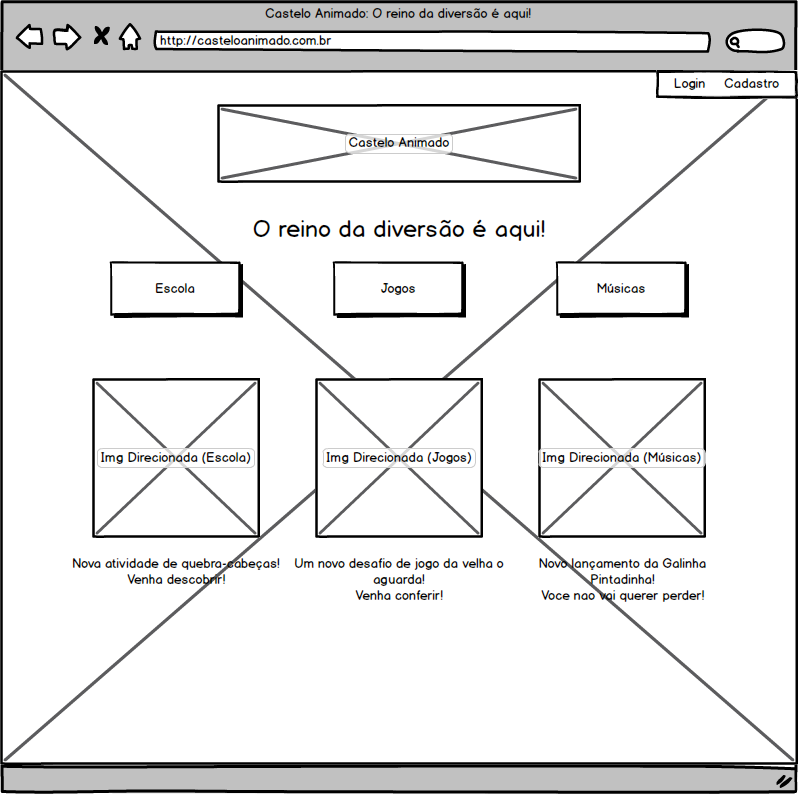 Castelo Animado: O reino da diversão é aqui!
http://casteloanimado.com.br
Login Cadastro
Castelo Animado
O reino da diversão é aqui!
Escola Jogos Músicas
Img Direcionada (Escola) Img Direcionada (Jogos) Img Direcionada (Músicas)
Nova atividade de quebra-cabeças!
Venha descobrir!
Um novo desafio de jogo da velha o
aguarda!
Venha conferir!
Novo lançamento da Galinha
Pintadinha!
Voce nao vai querer perder!